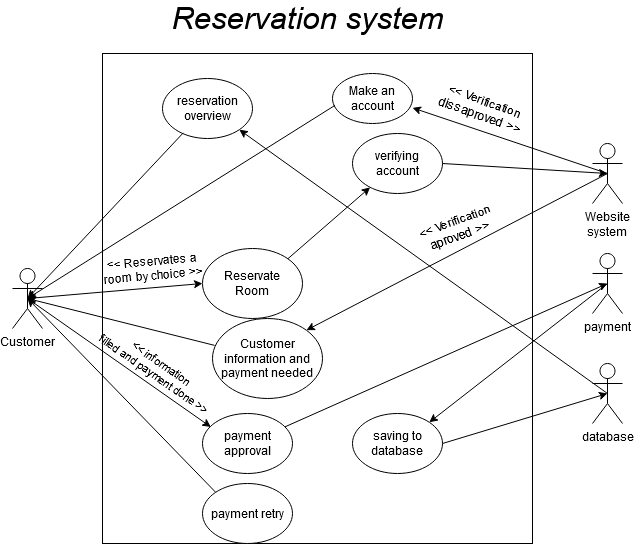 Reservation system
reservation
overview
Make an
account
<< Verification
dissaproved >>
verifying
account
Website
system
<< Verification
aproved >>
<< Reservates a
room by choice >>
Reservate
Room
Customer
payment
Customer
information and
payment needed
<< information
filled and payment done >>
payment
approval
saving to
database
database
payment retry